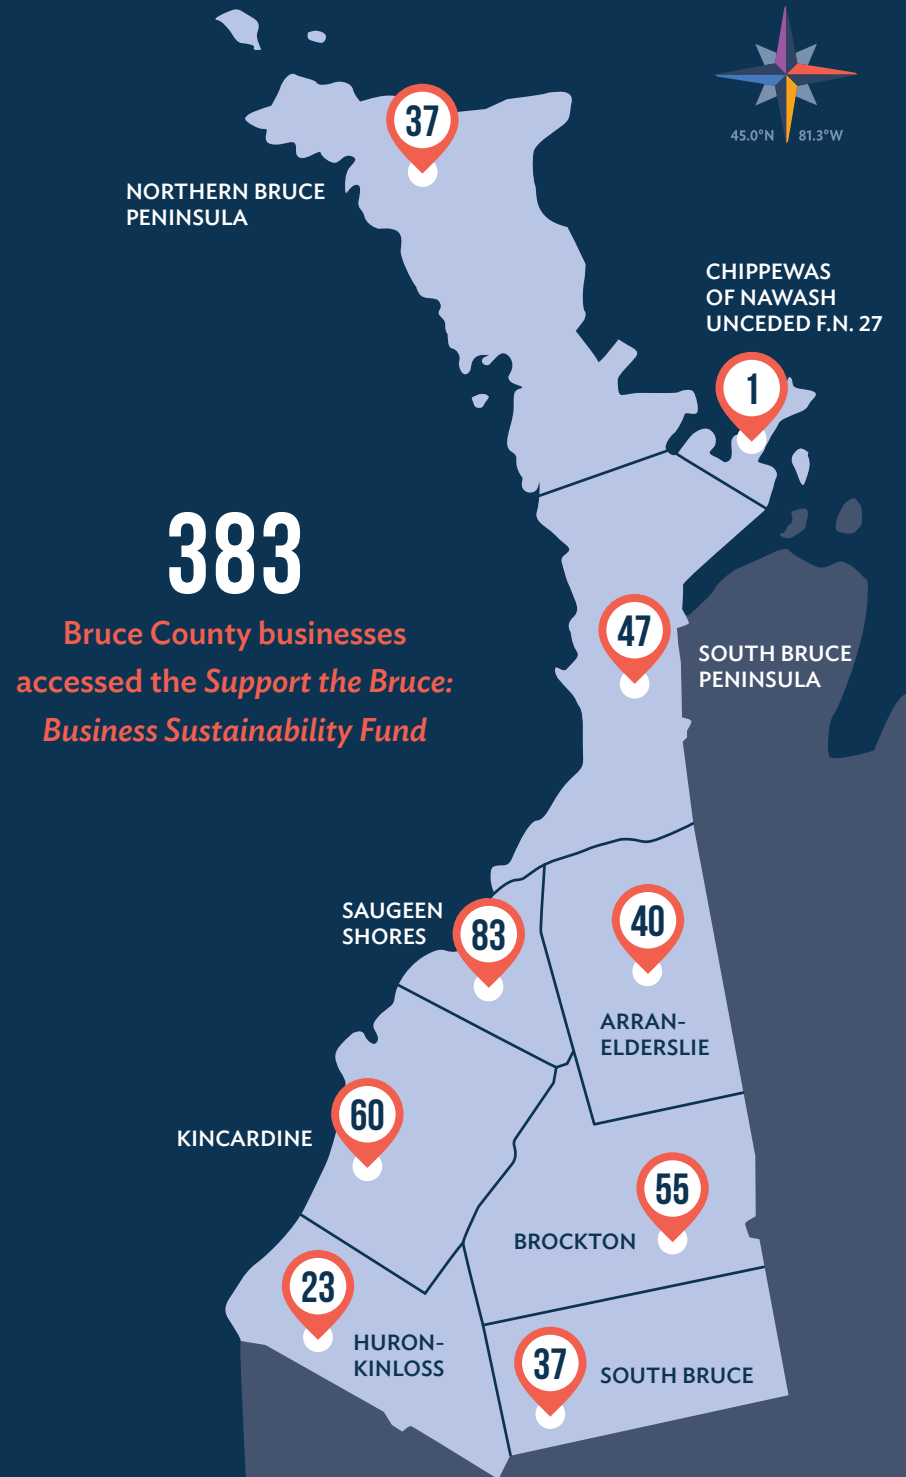 45.0°N 81.3°W
37
NORTHERN BRUCE
PENINSULA
CHIPPEWAS
OF NAWASH
UNCEDED F.N. 27
1
383
Bruce County businesses
accessed the Support the Bruce:
Business Sustainability Fund
47
SOUTH BRUCE
PENINSULA
SAUGEEN
SHORES
83
40
ARRAN-
ELDERSLIE
60
KINCARDINE
55
BROCKTON
23
HURON-
KINLOSS
37
SOUTH BRUCE